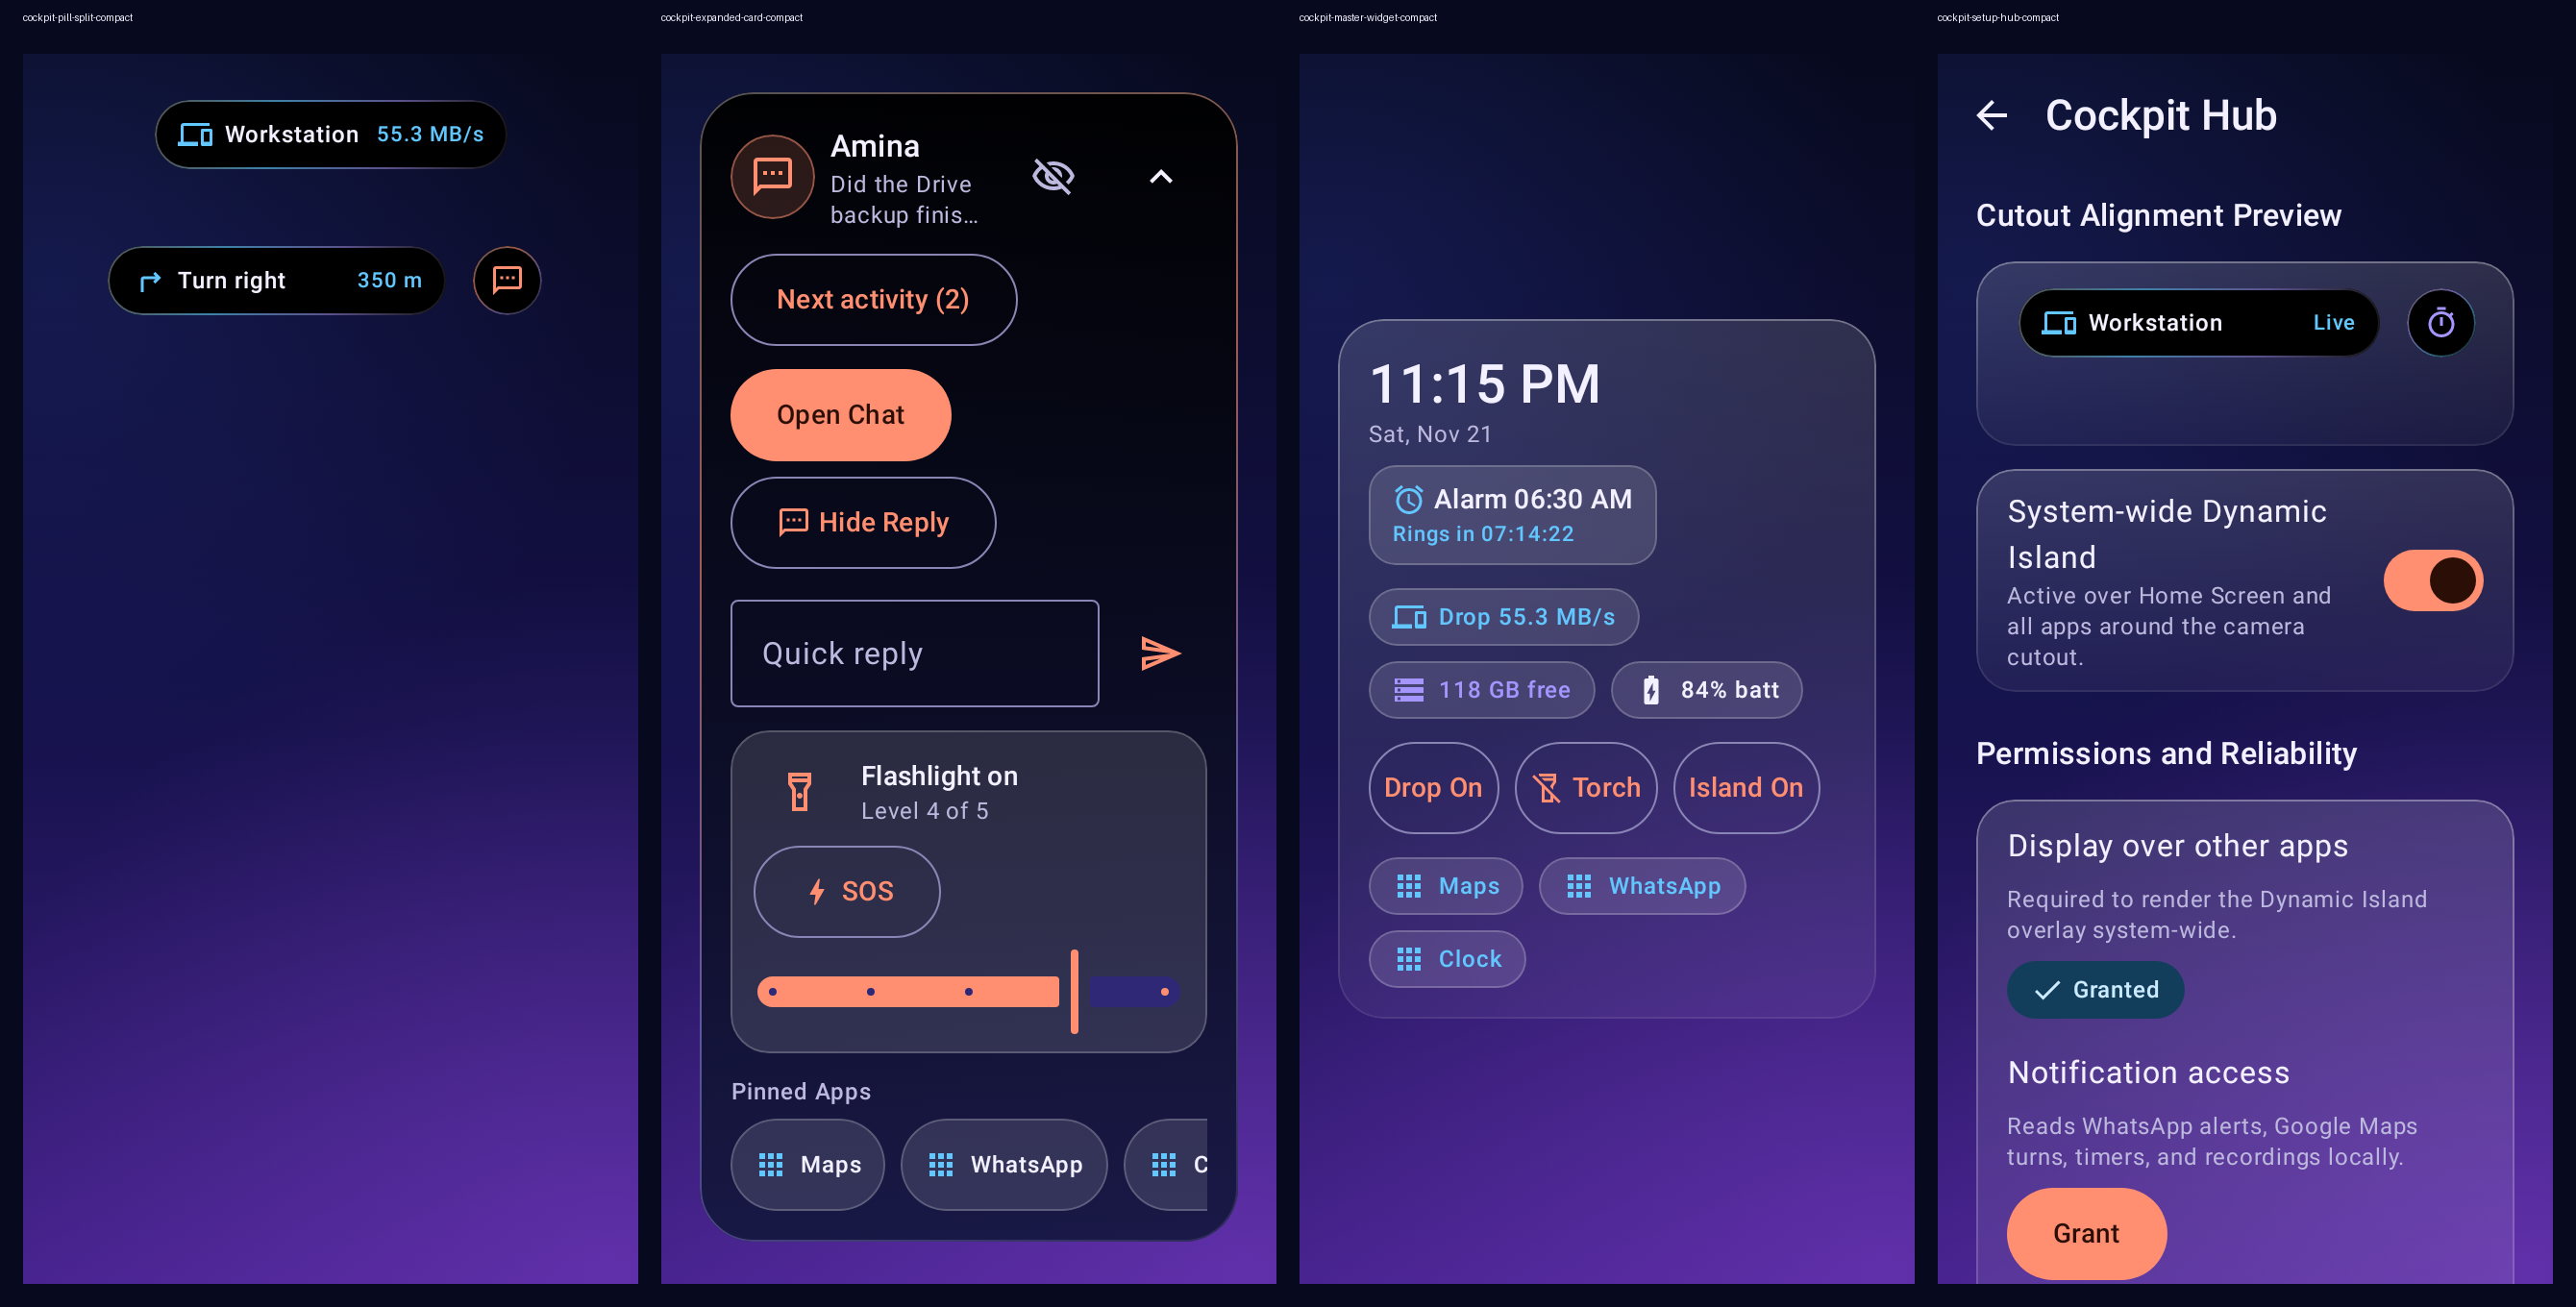 cockpit-pill-split-compact
Workstation 55.3 MB/s
Turn right 350 m
cockpit-expanded-card-compact
Amina
Did the Drive
backup finis...
Next activity (2)
Open Chat
Hide Reply
Quick reply
Flashlight on
Level 4 of 5
SOS
Pinned Apps
Maps WhatsApp C
cockpit-master-widget-compact
11:15 PM
Sat, Nov 21
Alarm 06:30 AM
Rings in 07:14:22
Drop 55.3 MB/s
118 GB free 84% batt
Drop On Torch Island On
Maps WhatsApp
Clock
cockpit-setup-hub-compact
Cockpit Hub
Cutout Alignment Preview
Workstation Live
System-wide Dynamic
Island
Active over Home Screen and
all apps around the camera
cutout.
Permissions and Reliability
Display over other apps
Required to render the Dynamic Island
overlay system-wide.
Granted
Notification access
Reads WhatsApp alerts, Google Maps
turns, timers, and recordings locally.
Grant